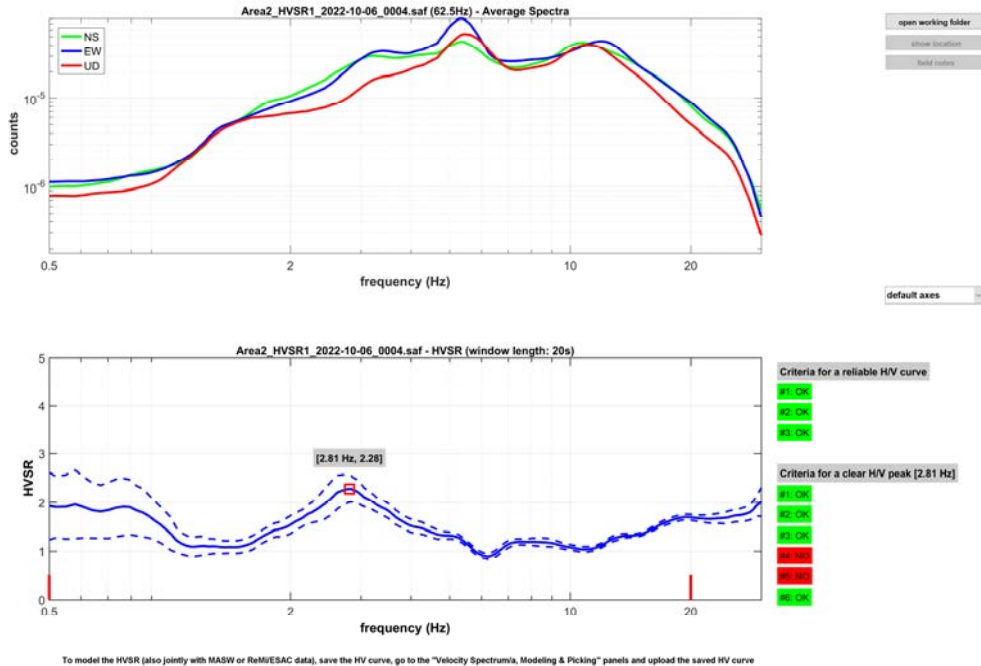 Area2_HVSR1_2022-10-06_0004.saf (62.5Hz) - Average Spectra
NS
EW
UD
10-5
10-6
counts
0.5
2
10
20
frequency (Hz)
open working folder
show location
field notes
default axes
Area2_HVSR1_2022-10-06_0004.saf - HVSR (window length: 20s)
5
4
3
2
1
0
HVSR
[2.81 Hz, 2.28]
0.5
2
10
20
frequency (Hz)
Criteria for a reliable H/V curve
#1: OK
#2: OK
#3: OK
Criteria for a clear H/V peak [2.81 Hz]
#1: OK
#2: OK
#3: OK
#4: NO
#5: NO
#6: OK
To model the HVSR (also jointly with MASW or ReMi/ESAC data), save the HV curve, go to the "Velocity Spectrum/a, Modeling & Picking" panels and upload the saved HV curve